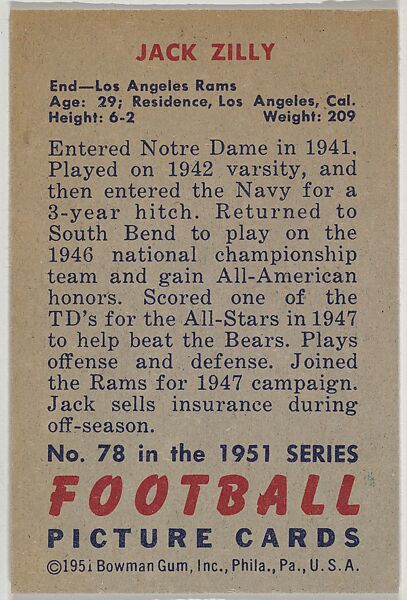 JACK ZILLY
End—Los Angeles Rams
Age: 29; Residence, Los Angeles, Cal.
Height: 6-2 Weight: 209
Entered Notre Dame in 1941.
Played on 1942 varsity, and
then entered the Navy for a
3-year hitch. Returned to
South Bend to play on the
1946 national championship
team and gain All-American
honors. Scored one of the
TD's for the All-Stars in 1947
to help beat the Bears. Plays
offense and defense. Joined
the Rams for 1947 campaign.
Jack sells insurance during
off-season.
No. 78 in the 1951 SERIES
FOOTBALL
PICTURE CARDS
©1951 Bowman Gum, Inc., Phila., Pa., U.S.A.